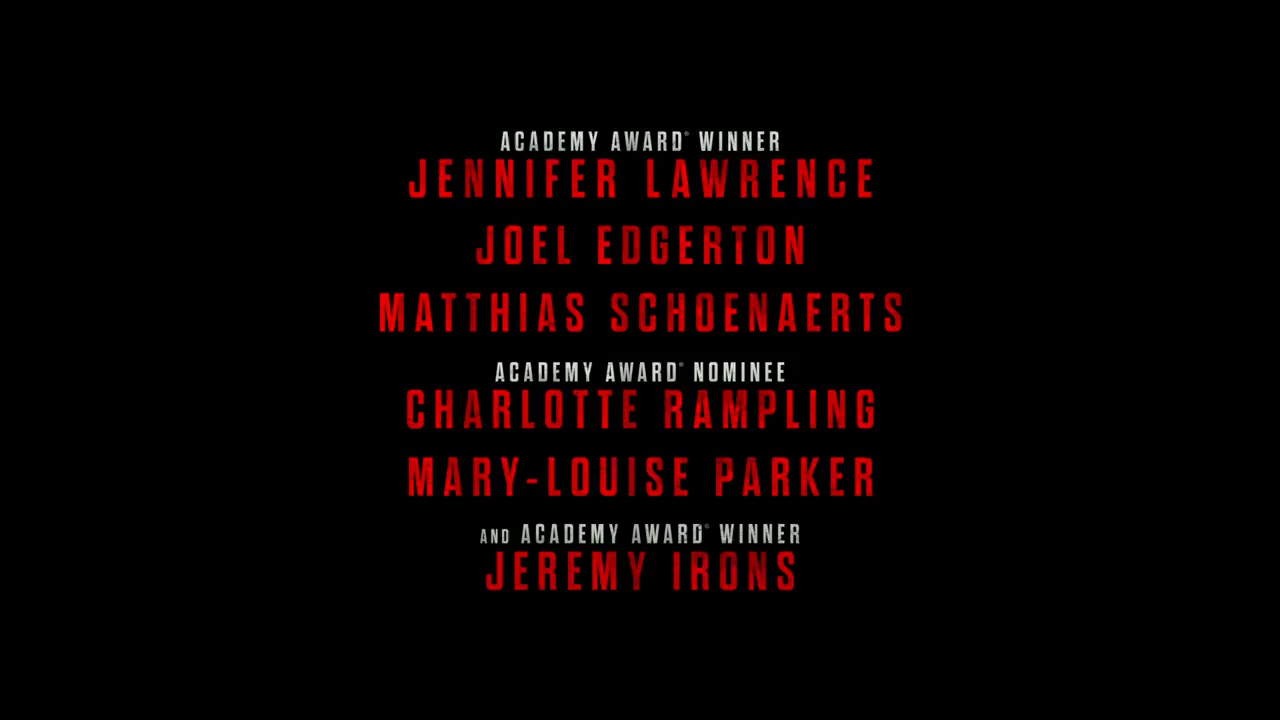 ACADEMY AWARD® WINNER
JENNIFER LAWRENCE
JOEL EDGERTON
MATTHIAS SCHOENAERTS
ACADEMY AWARD® NOMINEE
CHARLOTTE RAMPLING
MARY-LOUISE PARKER
AND ACADEMY AWARD® WINNER
JEREMY IRONS